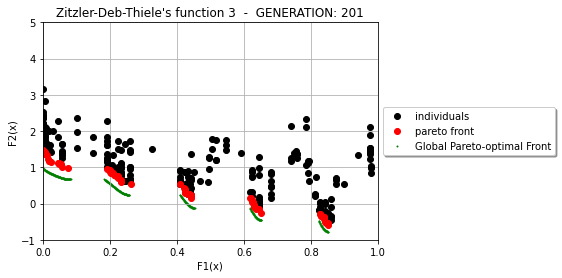 Zitzler-Deb-Thiele's function 3 - GENERATION: 201
5
4
3
2
1
0
−1
F2(x)
0.0 0.2 0.4 0.6 0.8 1.0
F1(x)
individuals
pareto front
Global Pareto-optimal Front